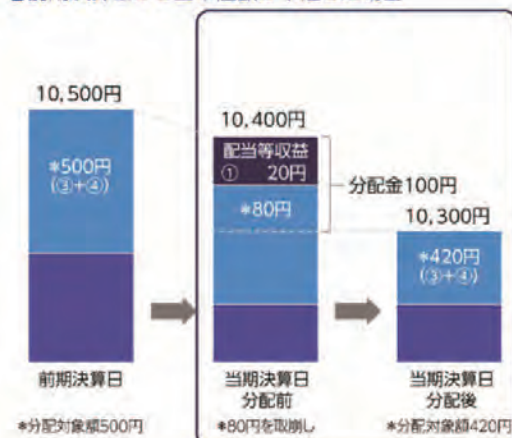 10,500円
*500円
(③+④)
前期決算日
*分配対象額500円
10,400円
配当等収益
① 20円
*80円
分配金100円
当期決算日
分配前
*80円を取崩し
10,300円
*420円
(③+④)
当期決算日
分配後
*分配対象額420円